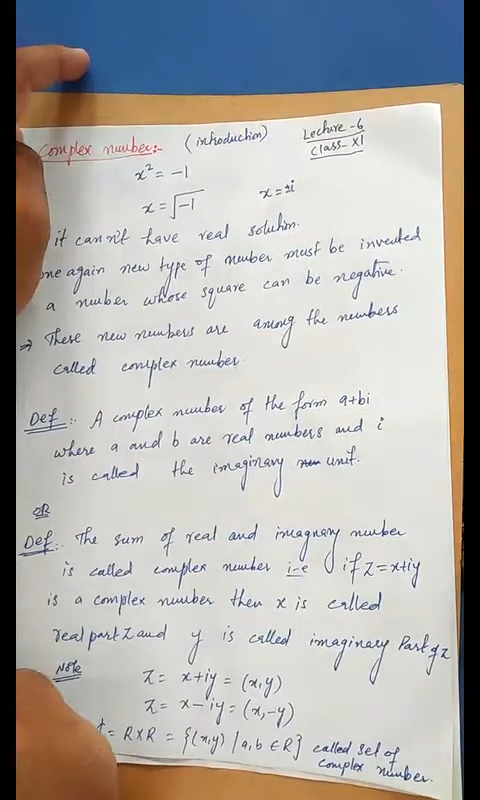 Complex number:- (introduction) Lecture -6
Class- XI
x² = -1
x = √-1 x = ±i
it can'nt have real solution.
one again new type of number must be invented
a number whose square can be negative.
⇒ These new numbers are among the numbers
called complex number.
Def:- A complex number of the form a+bi
where a and b are real numbers and i
is called the imaginary unit.
OR
Def:- The sum of real and imagnary number
is called complex number i-e if z = x+iy
is a complex number then x is called
real part z and y is called imaginary Part of z
Note
z = x+iy = (x,y)
z = x-iy = (x,-y)
= R×R = {(x,y) / a,b ∈ R} called set of
complex number.